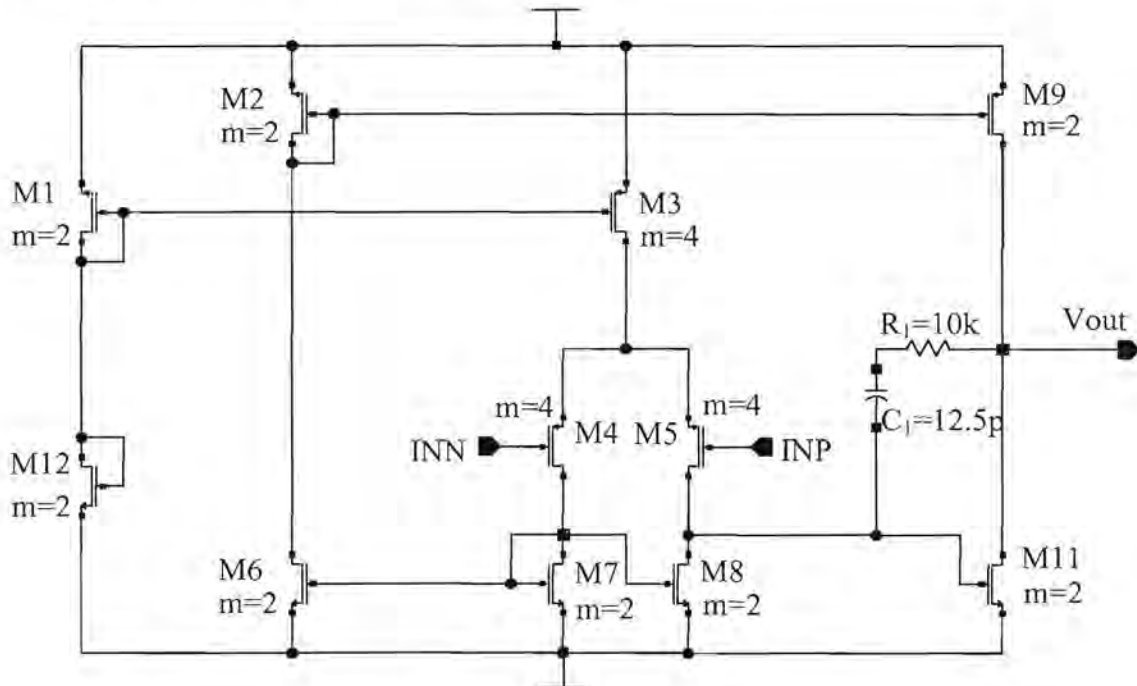 M2
m=2
M9
m=2
M1
m=2
M3
m=4
R1=10k
Vout
m=4
m=4
C1=12.5p
M4
M5
INN
INP
M12
m=2
M6
m=2
M7
m=2
M8
m=2
M11
m=2